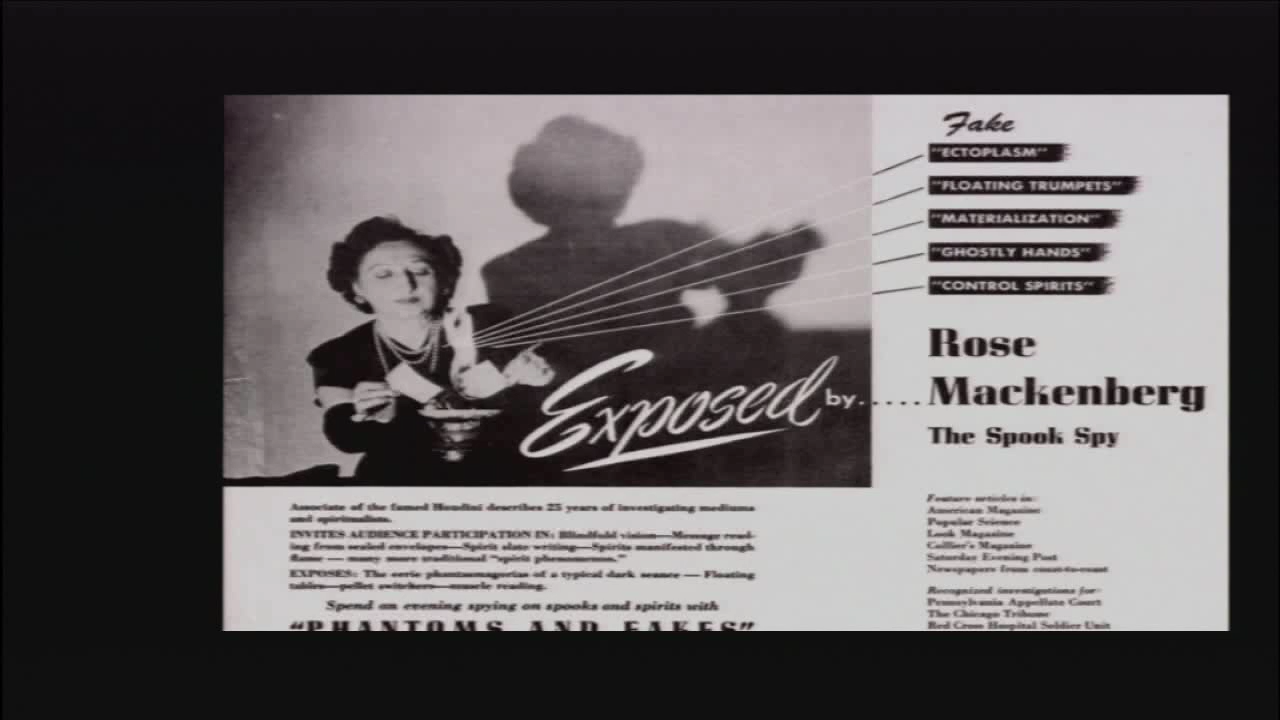 Fake
"ECTOPLASM"
"FLOATING TRUMPETS"
"MATERIALIZATION"
"GHOSTLY HANDS"
"CONTROL SPIRITS"
Exposed by.....
Rose
Mackenberg
The Spook Spy
Associate of the famed Houdini describes 25 years of investigating mediums
and spiritualists.
INVITES AUDIENCE PARTICIPATION IN: Blindfold vision—Message read-
ing from sealed envelopes—Spirit slate writing—Spirits manifested through
flame — many more traditional "spirit phenomenons."
EXPOSES: The eerie phantasmagorias of a typical dark seance — Floating
tables—pellet switchers—muscle reading.
Spend an evening spying on spooks and spirits with
"PHANTOMS AND FAKES"
Feature articles in:
American Magazine
Popular Science
Look Magazine
Collier's Magazine
Saturday Evening Post
Newspapers from coast-to-coast
Recognized investigations for:
Pennsylvania Appellate Court
The Chicago Tribune
Red Cross Hospital Soldier Unit